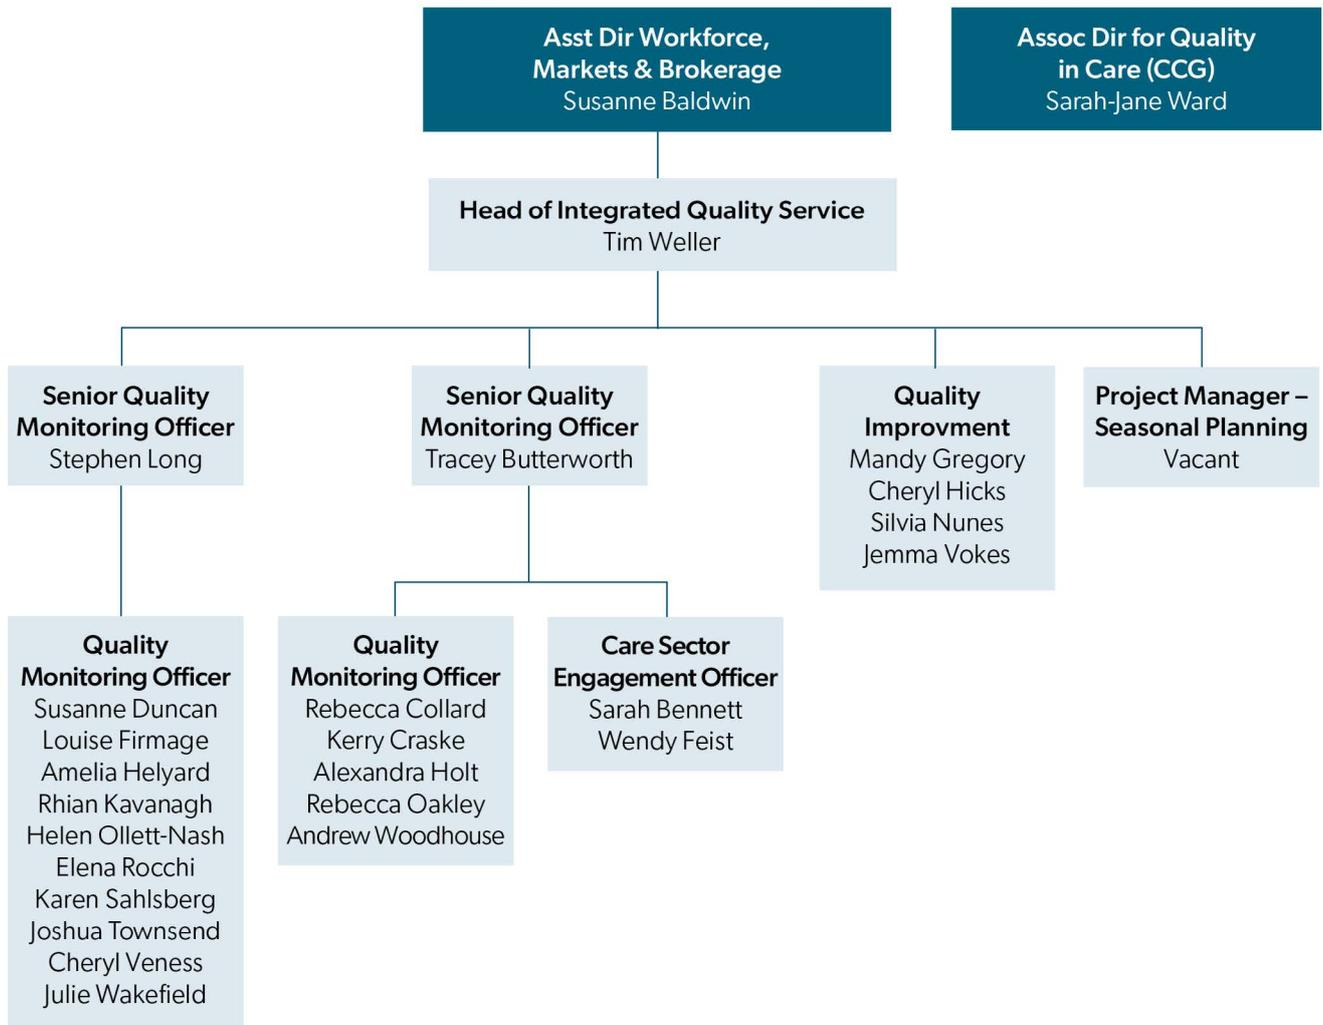 Asst Dir Workforce,
Markets & Brokerage
Susanne Baldwin
Assoc Dir for Quality
in Care (CCG)
Sarah-Jane Ward
Head of Integrated Quality Service
Tim Weller
Senior Quality
Monitoring Officer
Stephen Long
Senior Quality
Monitoring Officer
Tracey Butterworth
Quality
Improvment
Mandy Gregory
Cheryl Hicks
Silvia Nunes
Jemma Vokes
Project Manager –
Seasonal Planning
Vacant
Quality
Monitoring Officer
Susanne Duncan
Louise Firmage
Amelia Helyard
Rhian Kavanagh
Helen Ollett-Nash
Elena Rocchi
Karen Sahlsberg
Joshua Townsend
Cheryl Veness
Julie Wakefield
Quality
Monitoring Officer
Rebecca Collard
Kerry Craske
Alexandra Holt
Rebecca Oakley
Andrew Woodhouse
Care Sector
Engagement Officer
Sarah Bennett
Wendy Feist